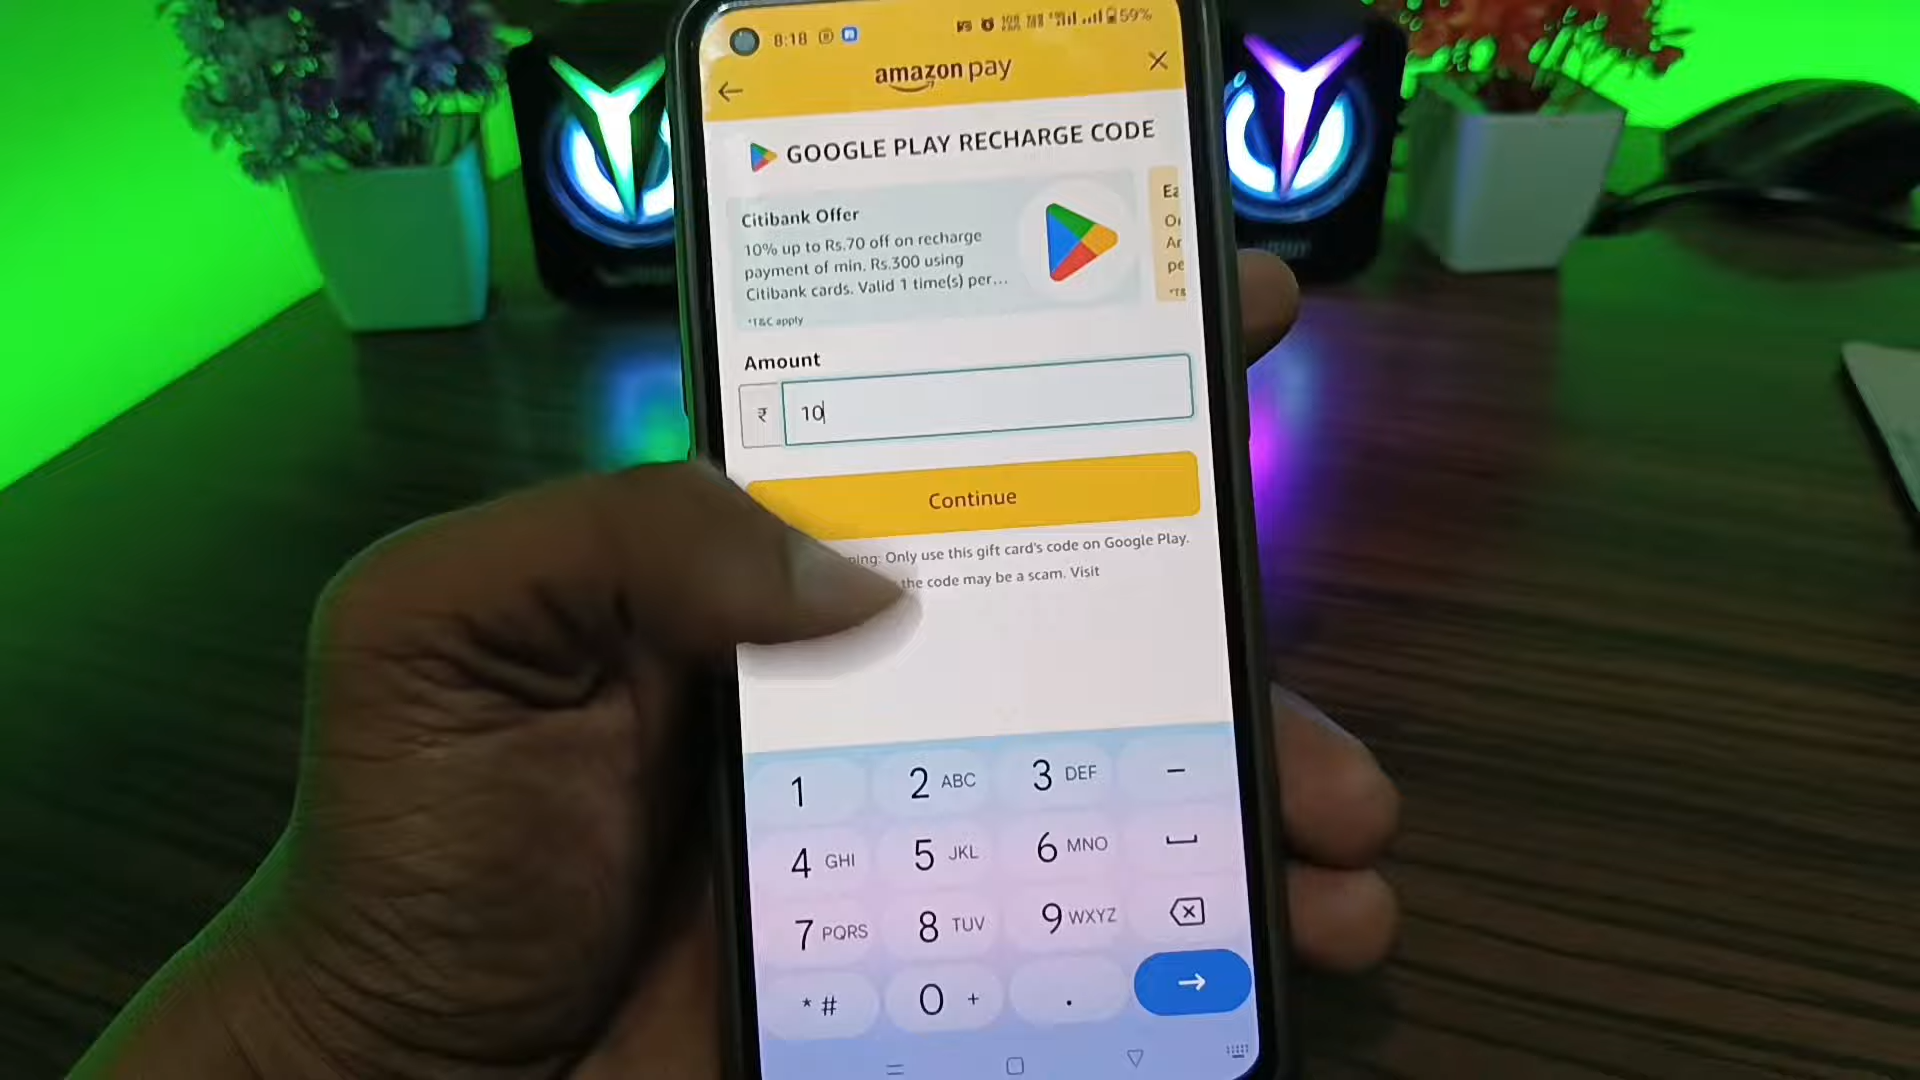 8:18
59%
amazon pay
GOOGLE PLAY RECHARGE CODE
Citibank Offer
10% up to Rs.70 off on recharge
payment of min. Rs.300 using
Citibank cards. Valid 1 time(s) per...
*T&C apply
Amount
₹ 10
Continue
Only use this gift card's code on Google Play.
the code may be a scam. Visit
1 2 ABC 3 DEF –
4 GHI 5 JKL 6 MNO
7 PQRS 8 TUV 9 WXYZ
* # 0 + .